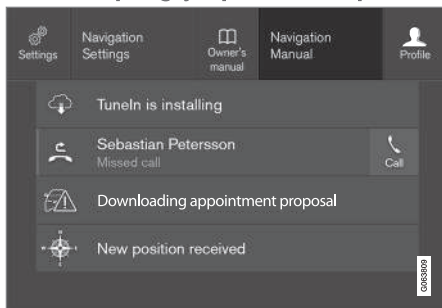 Settings
Navigation
Settings
Owner's
manual
Navigation
Manual
Profile
TuneIn is installing
Sebastian Petersson
Missed call
Call
Downloading appointment proposal
New position received
G063809